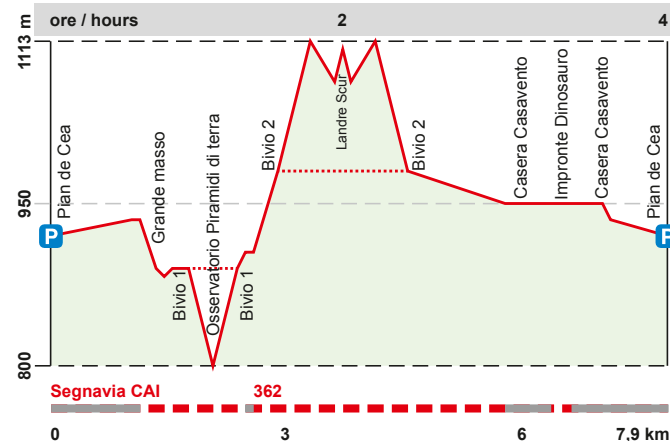 ore / hours 2 4
1113 m
950
800
Pian de Cea
Grande masso
Bivio 1
Osservatorio Piramidi di terra
Bivio 1
Bivio 2
Landre Scur
Bivio 2
Casera Casavento
Impronte Dinosauro
Casera Casavento
Pian de Cea
P
P
Segnavia CAI 362
0 3 6 7,9 km